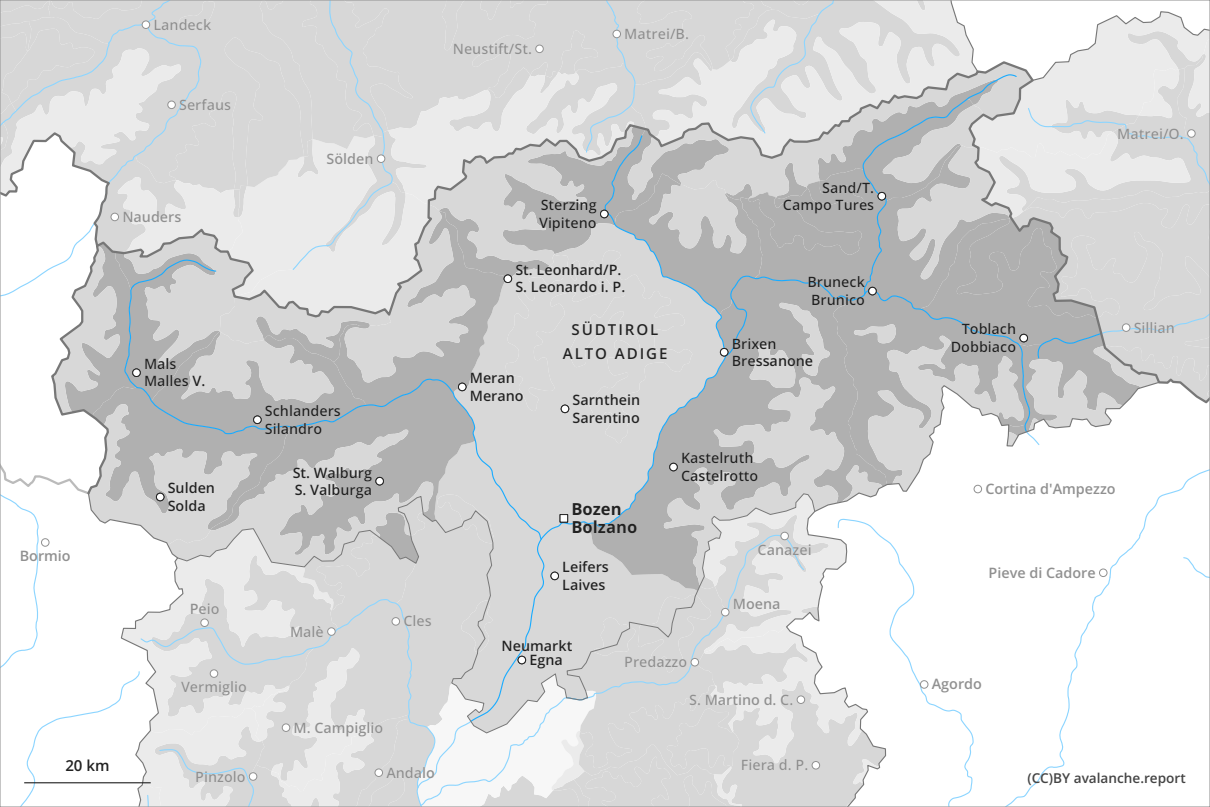 Landeck
Matrei/B.
Neustift/St.
Serfaus
Matrei/O.
Sölden
Sand/T.
Campo Tures
Nauders
Sterzing
Vipiteno
St. Leonhard/P.
S. Leonardo i. P.
Bruneck
Brunico
SÜDTIROL
ALTO ADIGE
Toblach
Dobbiaco
Sillian
Brixen
Bressanone
Mals
Malles V.
Meran
Merano
Sarnthein
Sarentino
Schlanders
Silandro
Kastelruth
Castelrotto
St. Walburg
S. Valburga
Sulden
Solda
Cortina d'Ampezzo
Bozen
Bolzano
Bormio
Canazei
Leifers
Laives
Pieve di Cadore
Peio
Moena
Malè
Cles
Neumarkt
Egna
Predazzo
Vermiglio
Agordo
S. Martino d. C.
M. Campiglio
20 km
Pinzolo
Andalo
Fiera d. P.
(CC)BY avalanche.report